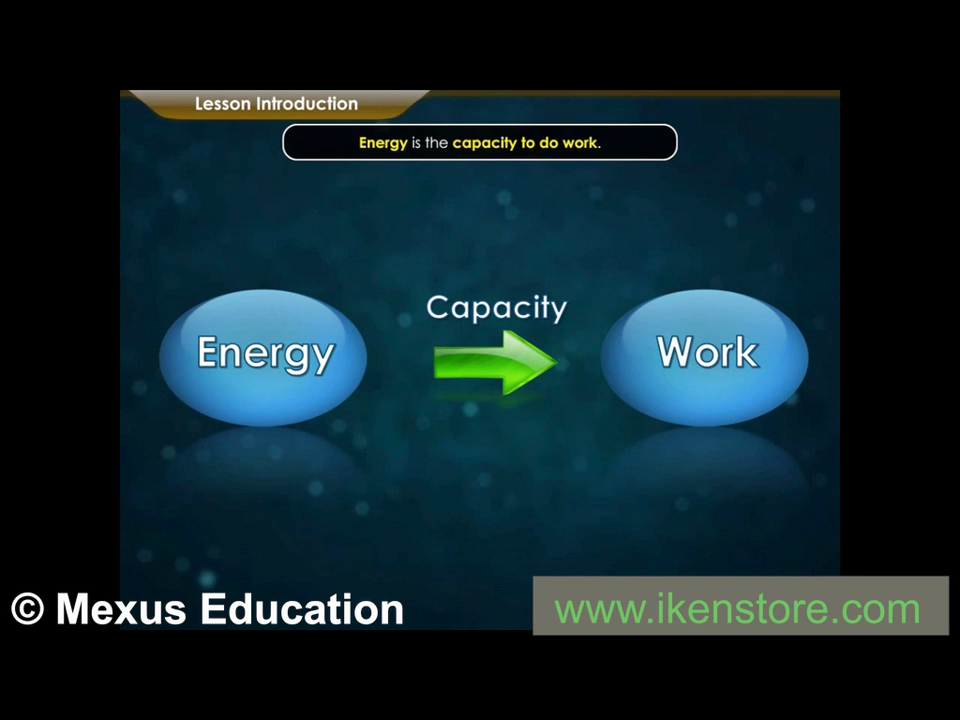 Lesson Introduction
Energy is the capacity to do work.
Capacity
Energy
Work
© Mexus Education
www.ikenstore.com